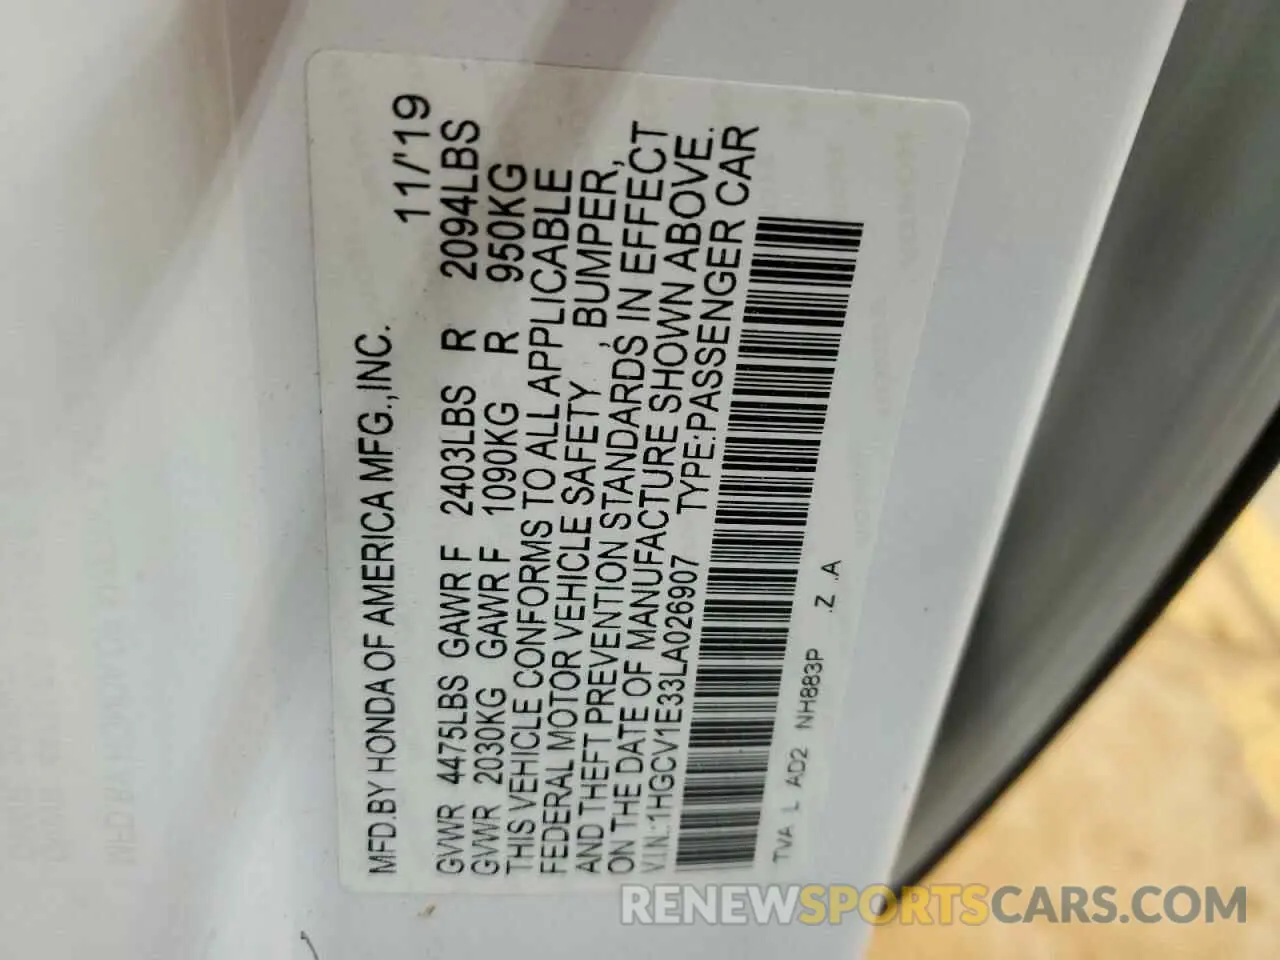 MFD.BY HONDA OF AMERICA MFG.,INC. 11/'19
GVWR 4475LBS GAWR F 2403LBS R 2094LBS
GVWR 2030KG GAWR F 1090KG R 950KG
THIS VEHICLE CONFORMS TO ALL APPLICABLE
FEDERAL MOTOR VEHICLE SAFETY , BUMPER,
AND THEFT PREVENTION STANDARDS IN EFFECT
ON THE DATE OF MANUFACTURE SHOWN ABOVE.
V.I.N.:1HGCV1E33LA026907 TYPE:PASSENGER CAR
TVA L AD2 NH883P .Z .A
RENEWSPORTSCARS.COM